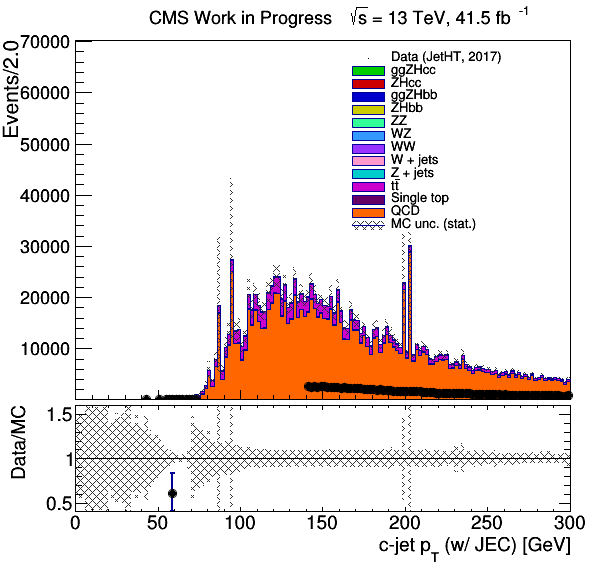 CMS Work in Progress √s = 13 TeV, 41.5 fb⁻¹
Events/2.0
70000
60000
50000
40000
30000
20000
10000
Data (JetHT, 2017)
ggZHcc
ZHcc
ggZHbb
ZHbb
ZZ
WZ
WW
W + jets
Z + jets
tt̄
Single top
QCD
MC unc. (stat.)
Data/MC
1.5
1
0.5
0 50 100 150 200 250 300
c-jet p_T (w/ JEC) [GeV]